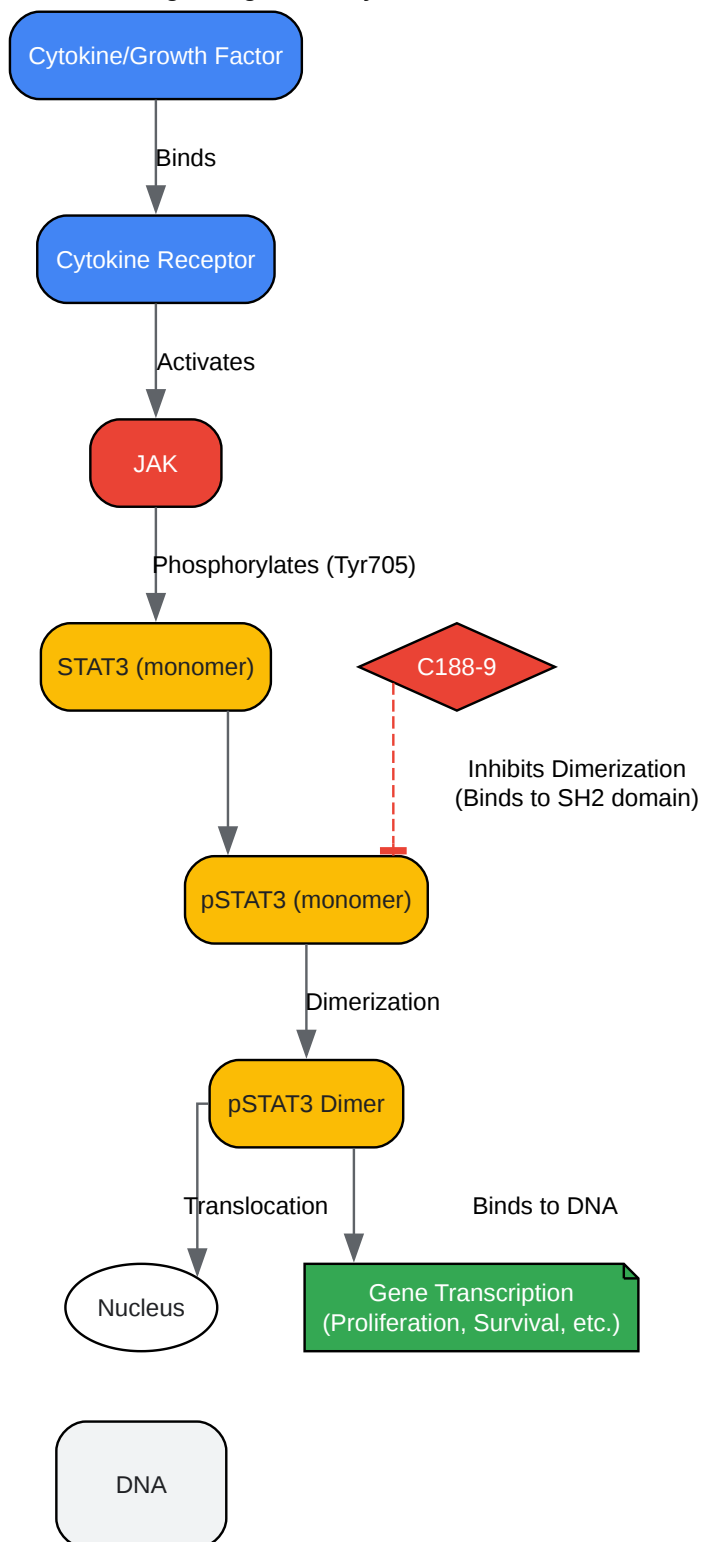 Cytokine/Growth Factor
Binds
Cytokine Receptor
Activates
JAK
Phosphorylates (Tyr705)
STAT3 (monomer)
C188-9
Inhibits Dimerization
(Binds to SH2 domain)
pSTAT3 (monomer)
Dimerization
pSTAT3 Dimer
Translocation
Binds to DNA
Nucleus
Gene Transcription
(Proliferation, Survival, etc.)
DNA